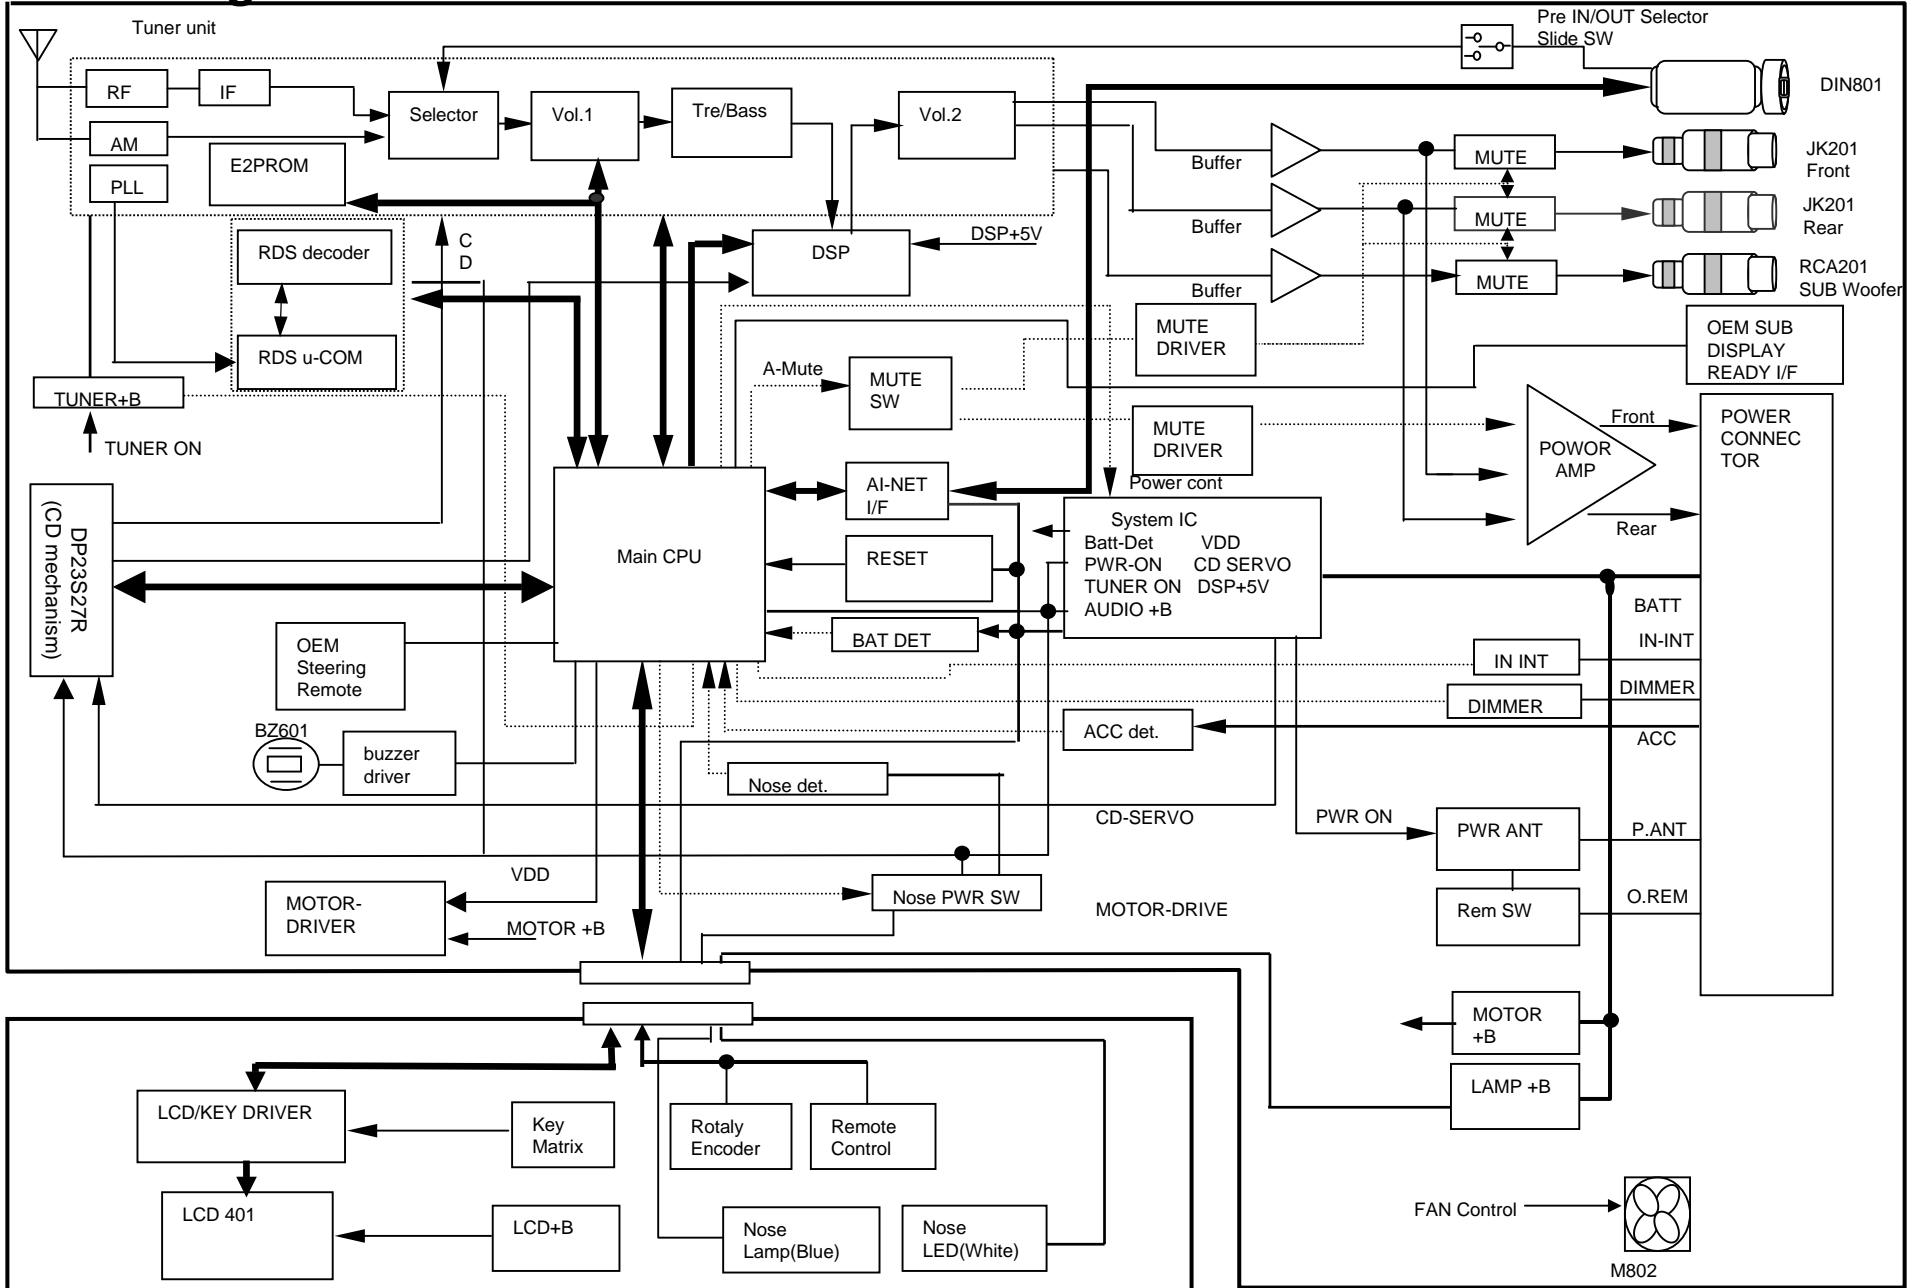 Tuner unit
Pre IN/OUT Selector
Slide SW
DIN801
RF
IF
AM
PLL
E2PROM
Selector
Vol.1
Tre/Bass
Vol.2
Buffer
MUTE
JK201
Front
Buffer
MUTE
JK201
Rear
Buffer
MUTE
RCA201
SUB Woofer
RDS decoder
RDS u-COM
C
D
DSP
DSP+5V
MUTE
DRIVER
OEM SUB
DISPLAY
READY I/F
TUNER+B
TUNER ON
A-Mute
MUTE
SW
MUTE
DRIVER
POWOR
AMP
Front
Rear
POWER
CONNEC
TOR
DP23S27R
(CD mechanism)
Main CPU
AI-NET
I/F
RESET
BAT DET
Power cont
System IC
Batt-Det VDD
PWR-ON CD SERVO
TUNER ON DSP+5V
AUDIO +B
BATT
IN-INT
IN INT
DIMMER
DIMMER
ACC det.
ACC
OEM
Steering
Remote
BZ601
buzzer
driver
Nose det.
CD-SERVO
PWR ON
PWR ANT
P.ANT
VDD
MOTOR-
DRIVER
MOTOR +B
Nose PWR SW
MOTOR-DRIVE
Rem SW
O.REM
MOTOR
+B
LAMP +B
LCD/KEY DRIVER
Key
Matrix
Rotaly
Encoder
Remote
Control
LCD 401
LCD+B
Nose
Lamp(Blue)
Nose
LED(White)
FAN Control
M802